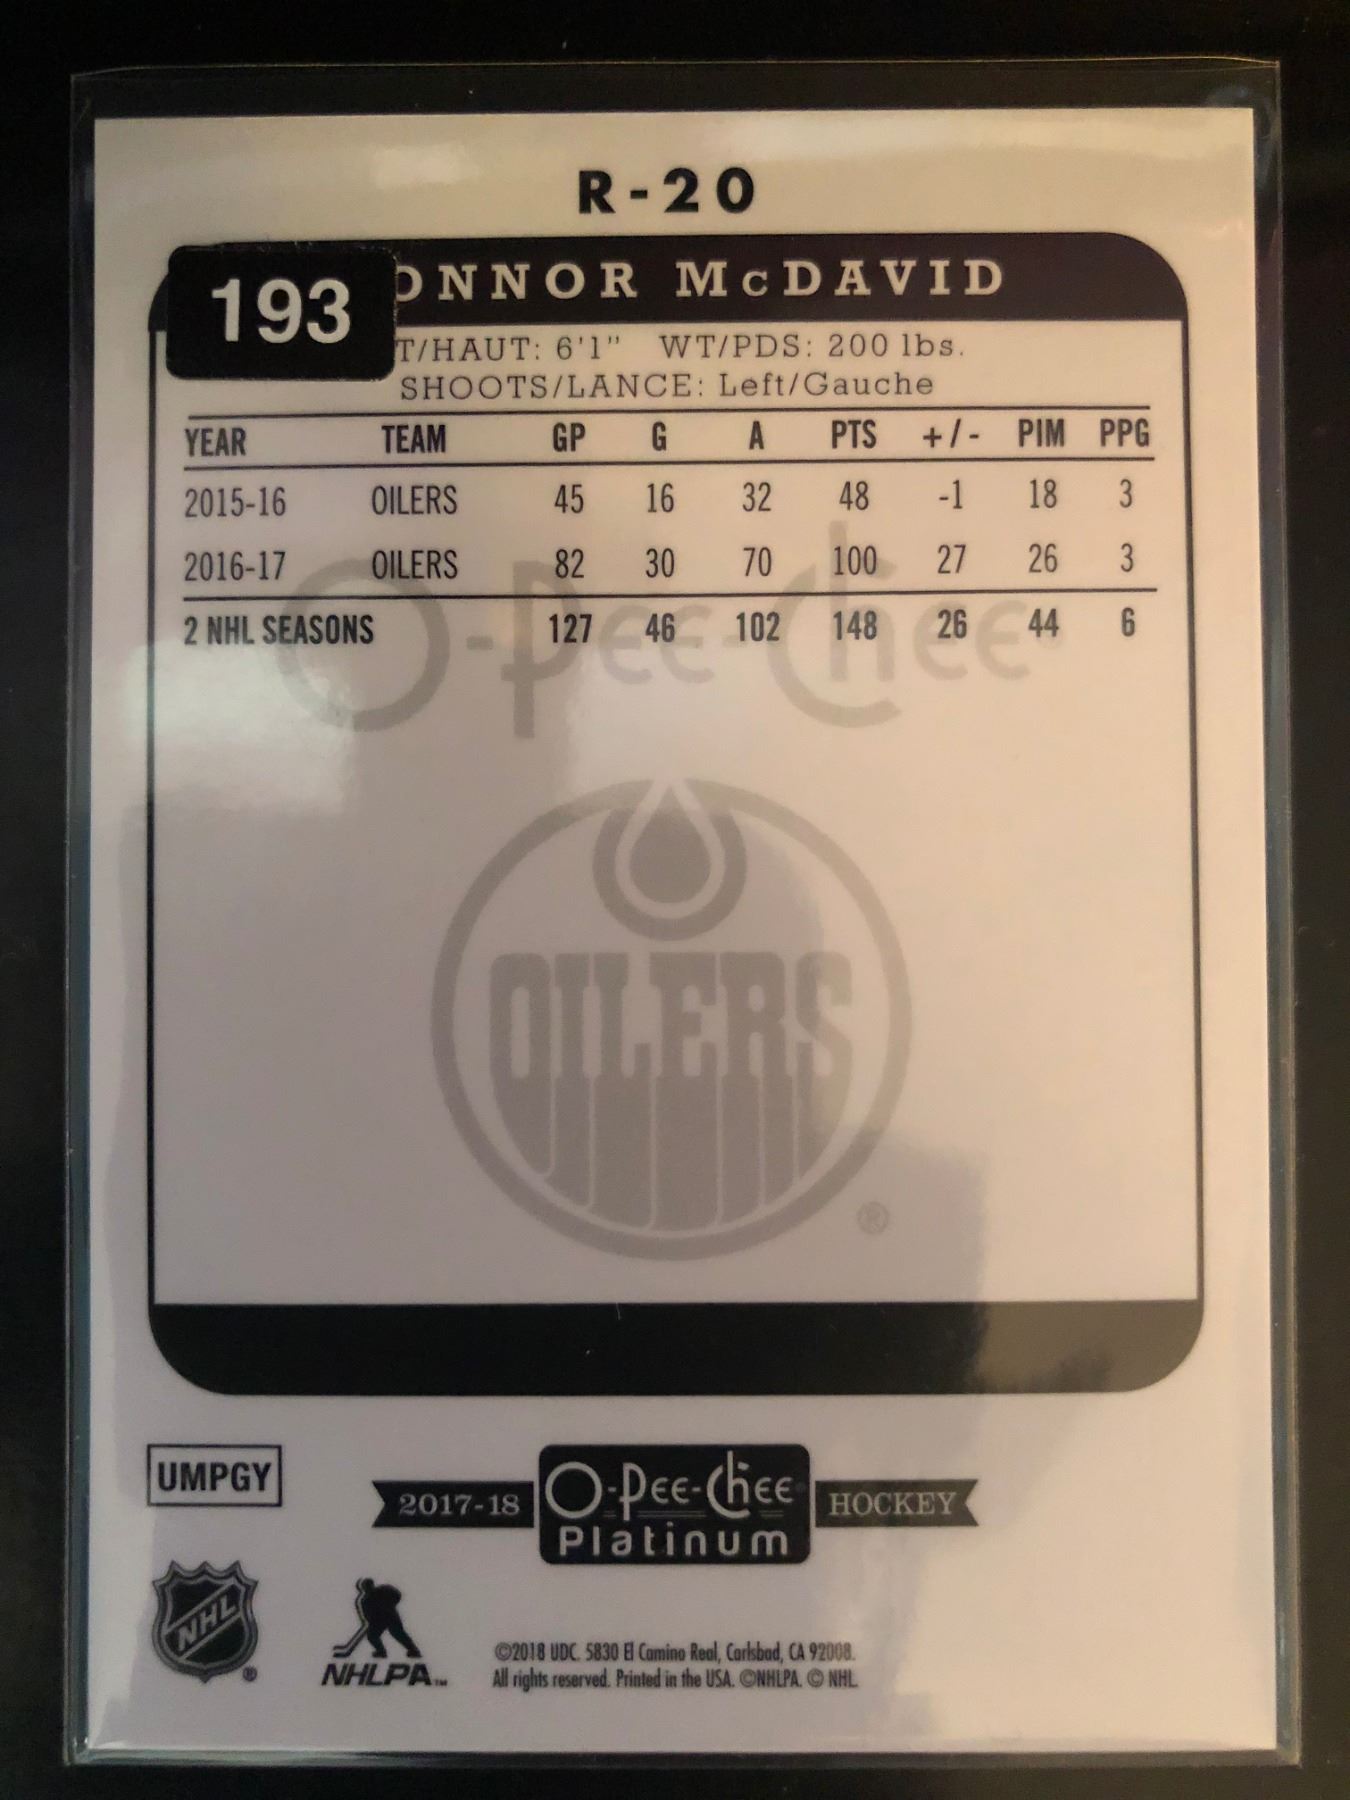 R-20
193
ONNOR McDAVID
T/HAUT: 6'1" WT/PDS: 200 lbs.
SHOOTS/LANCE: Left/Gauche
YEAR TEAM GP G A PTS +/- PIM PPG
2015-16 OILERS 45 16 32 48 -1 18 3
2016-17 OILERS 82 30 70 100 27 26 3
2 NHL SEASONS 127 46 102 148 26 44 6
O-Pee-Chee
OILERS
®
UMPGY
2017-18 O-Pee-Chee Platinum HOCKEY
NHL ®
NHLPA™
©2018 UDC. 5830 El Camino Real, Carlsbad, CA 92008.
All rights reserved. Printed in the USA. ©NHLPA. © NHL.